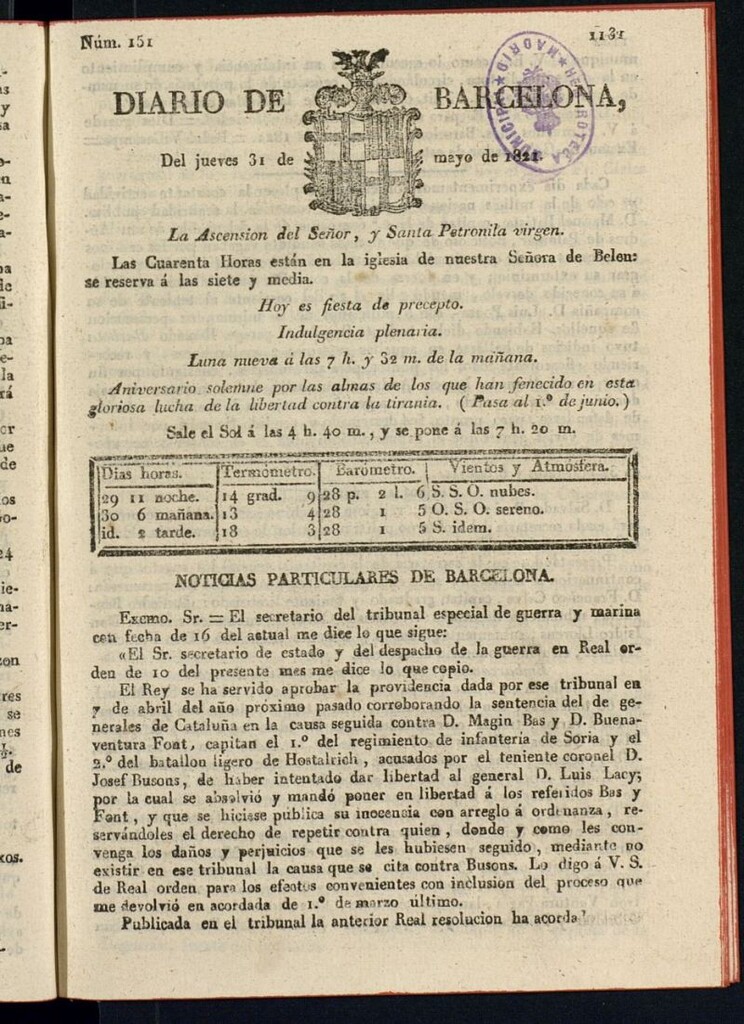 Núm. 151
1131
DIARIO DE BARCELONA,
HEMEROTECA MUNICIPAL
MADRID
Del jueves 31 de mayo de 1821.
La Ascension del Señor, y Santa Petronila virgen.
Las Cuarenta Horas están en la iglesia de nuestra Señora de Belen:
se reserva á las siete y media.
Hoy es fiesta de precepto.
Indulgencia plenaria.
Luna nueva á las 7 h. y 32 m. de la mañana.
Aniversario solemne por las almas de los que han fenecido en esta
gloriosa lucha de la libertad contra la tirania. (Pasa al 1.º de junio.)
Sale el Sol á las 4 h. 40 m., y se pone á las 7 h. 20 m.
Dias horas. Termómetro. Barómetro. Vientos y Atmósfera.
29 11 noche. 14 grad. 9 28 p. 2 l. 6 S. S. O. nubes.
30 6 mañana. 13 4 28 1 5 O. S. O. sereno.
id. 2 tarde. 18 3 28 1 5 S. idem.
NOTICIAS PARTICULARES DE BARCELONA.
Excmo. Sr. = El secretario del tribunal especial de guerra y marina
con fecha de 16 del actual me dice lo que sigue:
«El Sr. secretario de estado y del despacho de la guerra en Real or-
den de 10 del presente mes me dice lo que copio.
El Rey se ha servido aprobar la providencia dada por ese tribunal en
7 de abril del año próximo pasado corroborando la sentencia del de ge-
nerales de Cataluña en la causa seguida contra D. Magin Bas y D. Buena-
ventura Font, capitan el 1.º del regimiento de infantería de Soria y el
2.º del batallon ligero de Hostalrich, acusados por el teniente coronel D.
Josef Busons, de haber intentado dar libertad al general D. Luis Lacy;
por la cual se absolvió y mandó poner en libertad á los referidos Bas y
Font, y que se hiciese pública su inocencia con arreglo á ordenanza, re-
servándoles el derecho de repetir contra quien, donde y como les con-
venga los daños y perjuicios que se les hubiesen seguido, mediante no
existir en ese tribunal la causa que se cita contra Busons. Lo digo á V. S.
de Real orden para los efectos convenientes con inclusion del proceso que
me devolvió en acordada de 1.º de marzo último.
Publicada en el tribunal la anterior Real resolucion ha acorda